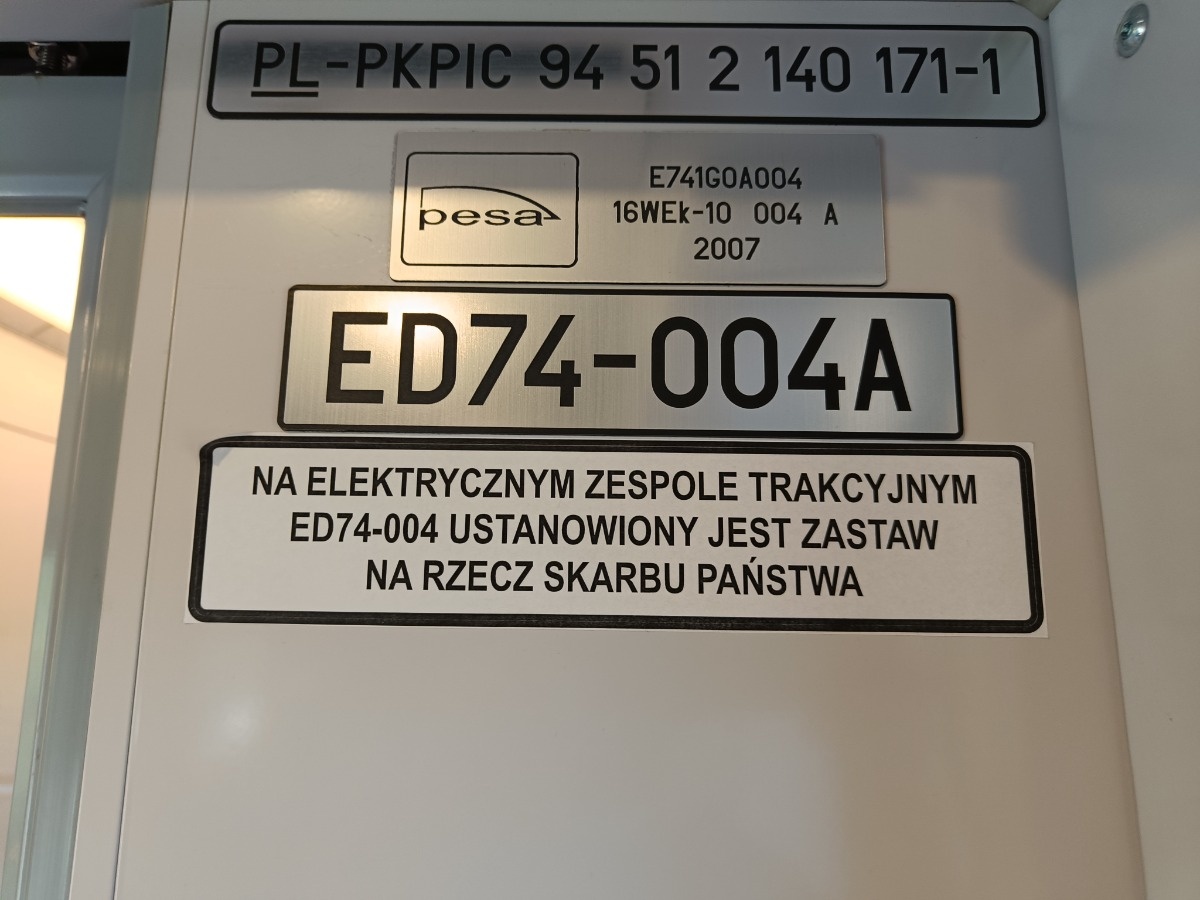 PL-PKPIC 94 51 2 140 171-1
pesa
E741G0A004
16WEk-10 004 A
2007
ED74-004A
NA ELEKTRYCZNYM ZESPOLE TRAKCYJNYM
ED74-004 USTANOWIONY JEST ZASTAW
NA RZECZ SKARBU PAŃSTWA